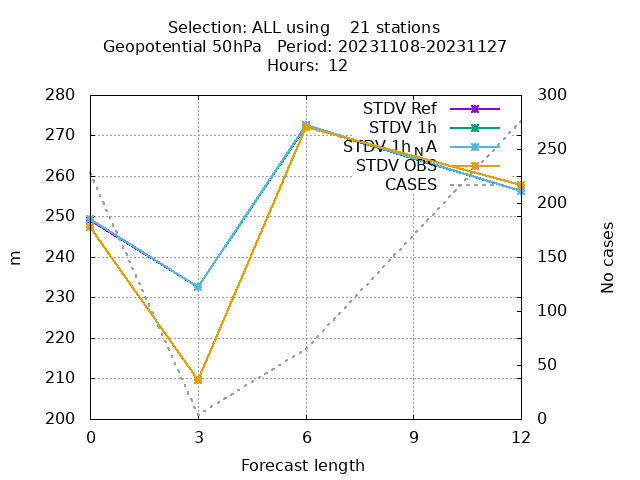 Selection: ALL using    21 stations
Geopotential 50hPa   Period: 20231108-20231127
Hours:  12
280 300
STDV Ref
270
STDV 1h
250
STDV 1h_NA
STDV OBS
260
CASES
250 200
240
m 150 No cases
230
220 100
210 50
200 0
0 3 6 9 12
Forecast length